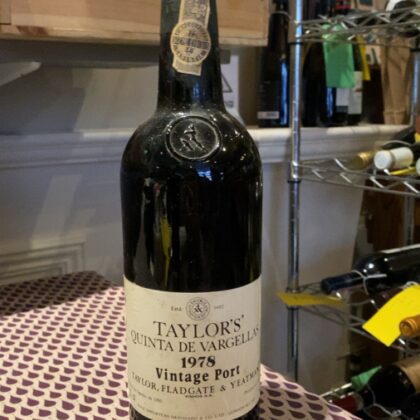 TAYLOR'S
QUINTA DE VARGELLAS
1978
Vintage Port
TAYLOR, FLADGATE & YEATMAN